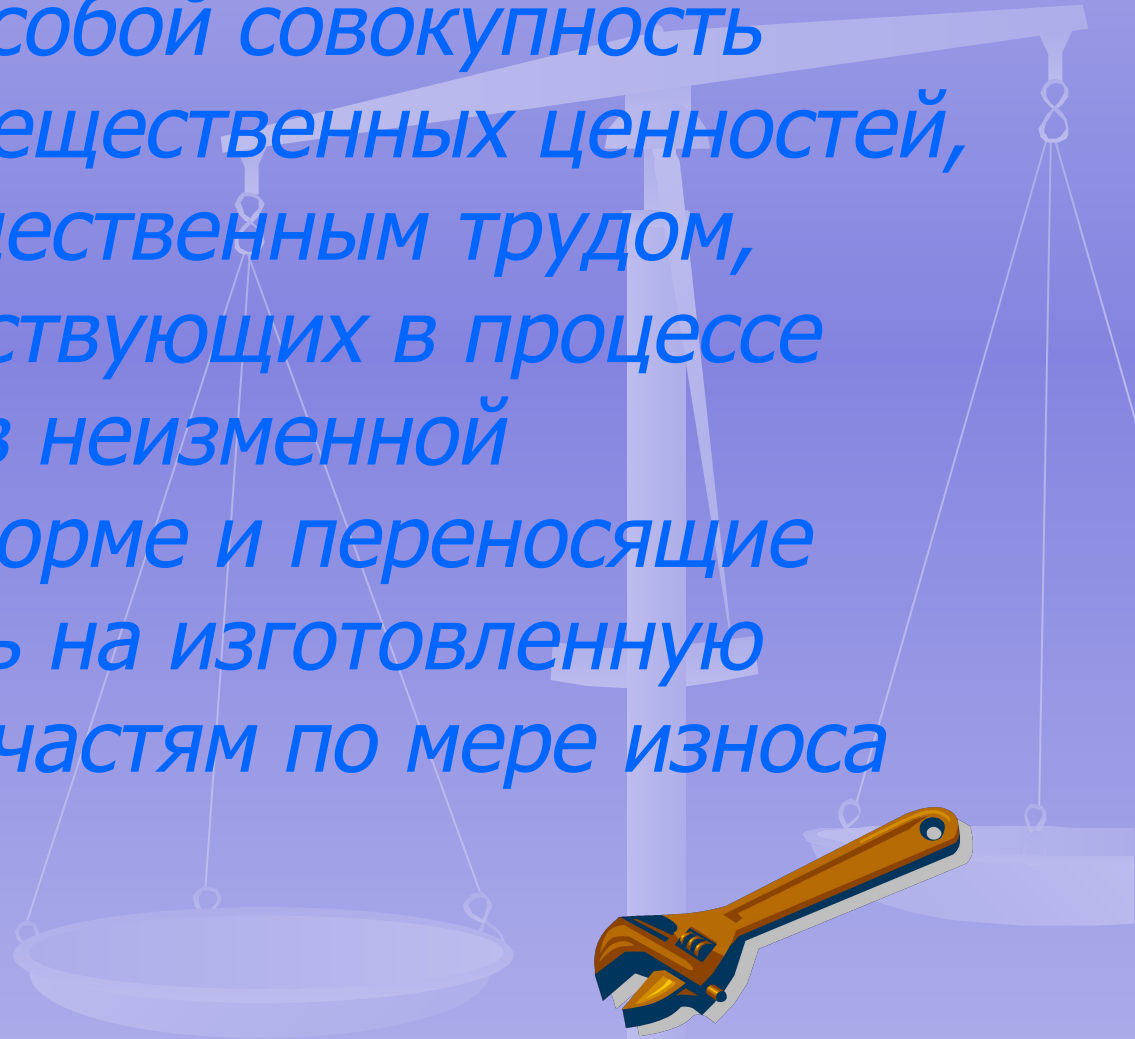 собой совокупность
ещественных ценностей,
ественным трудом,
ствующих в процессе
в неизменной
орме и переносящие
ь на изготовленную
частям по мере износа